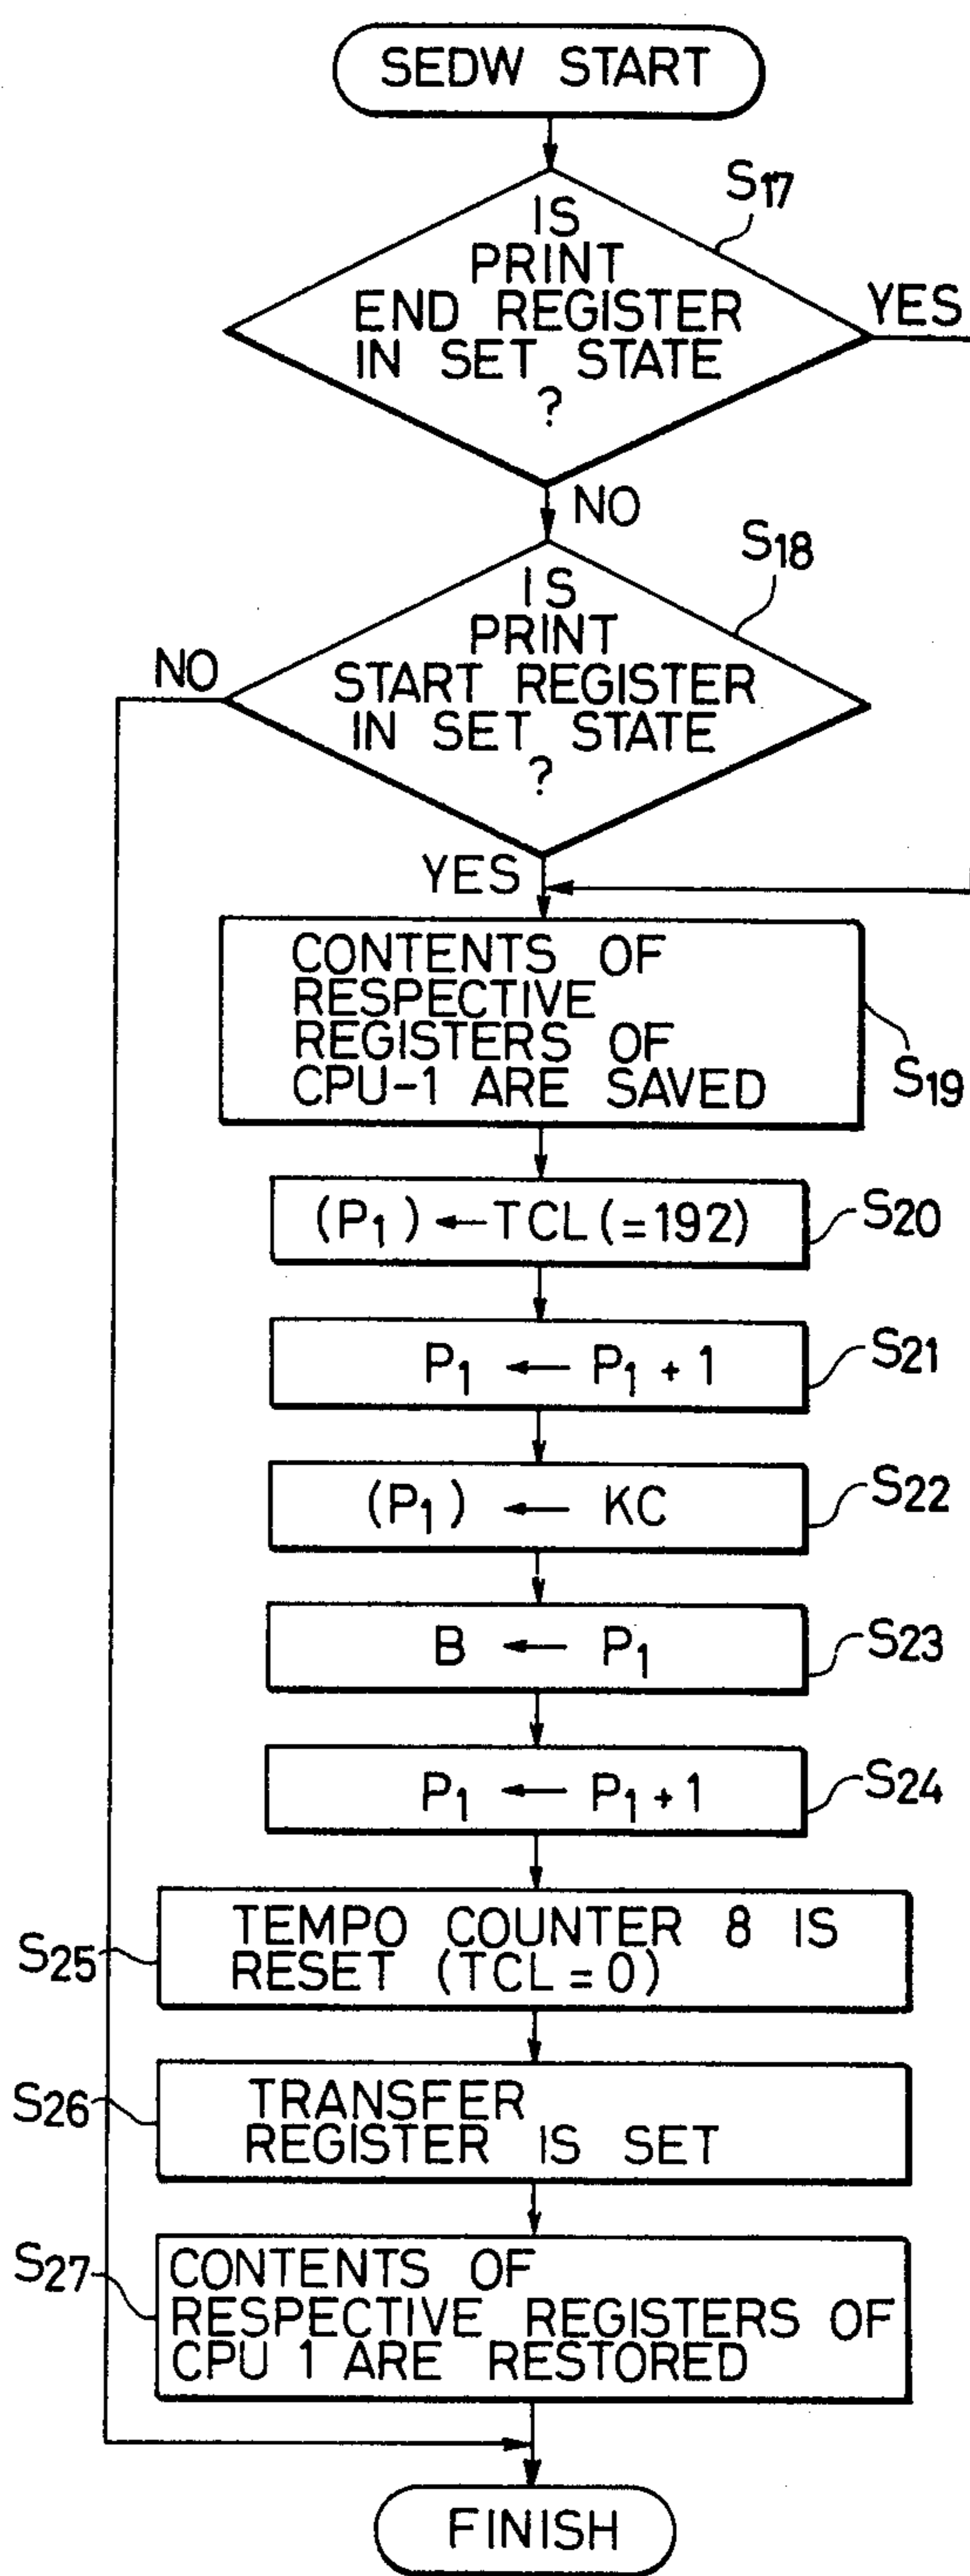 SEDW START
S17
IS
PRINT
END REGISTER
IN SET STATE
?
YES
NO
S18
IS
PRINT
START REGISTER
IN SET STATE
?
NO
YES
CONTENTS OF
RESPECTIVE
REGISTERS OF
CPU-1 ARE SAVED
S19
(P1) ← TCL(=192)
S20
P1 ← P1 + 1
S21
(P1) ← KC
S22
B ← P1
S23
P1 ← P1 + 1
S24
TEMPO COUNTER 8 IS
RESET (TCL = 0)
S25
TRANSFER
REGISTER IS SET
S26
CONTENTS OF
RESPECTIVE REGISTERS OF
CPU 1 ARE RESTORED
S27
FINISH